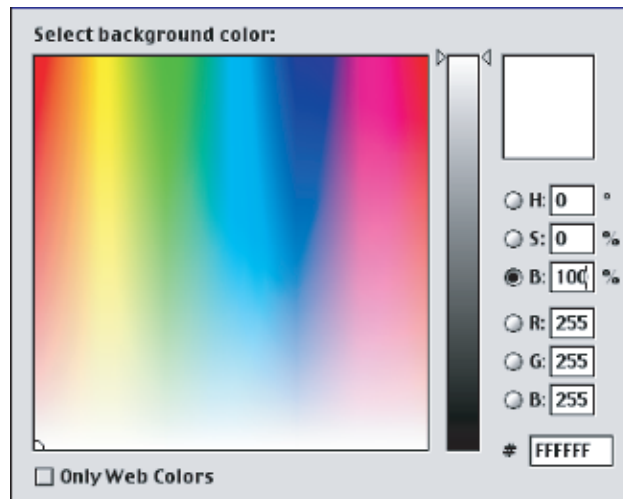 Select background color:
H: 0 °
S: 0 %
B: 100 %
R: 255
G: 255
B: 255
# FFFFFF
Only Web Colors